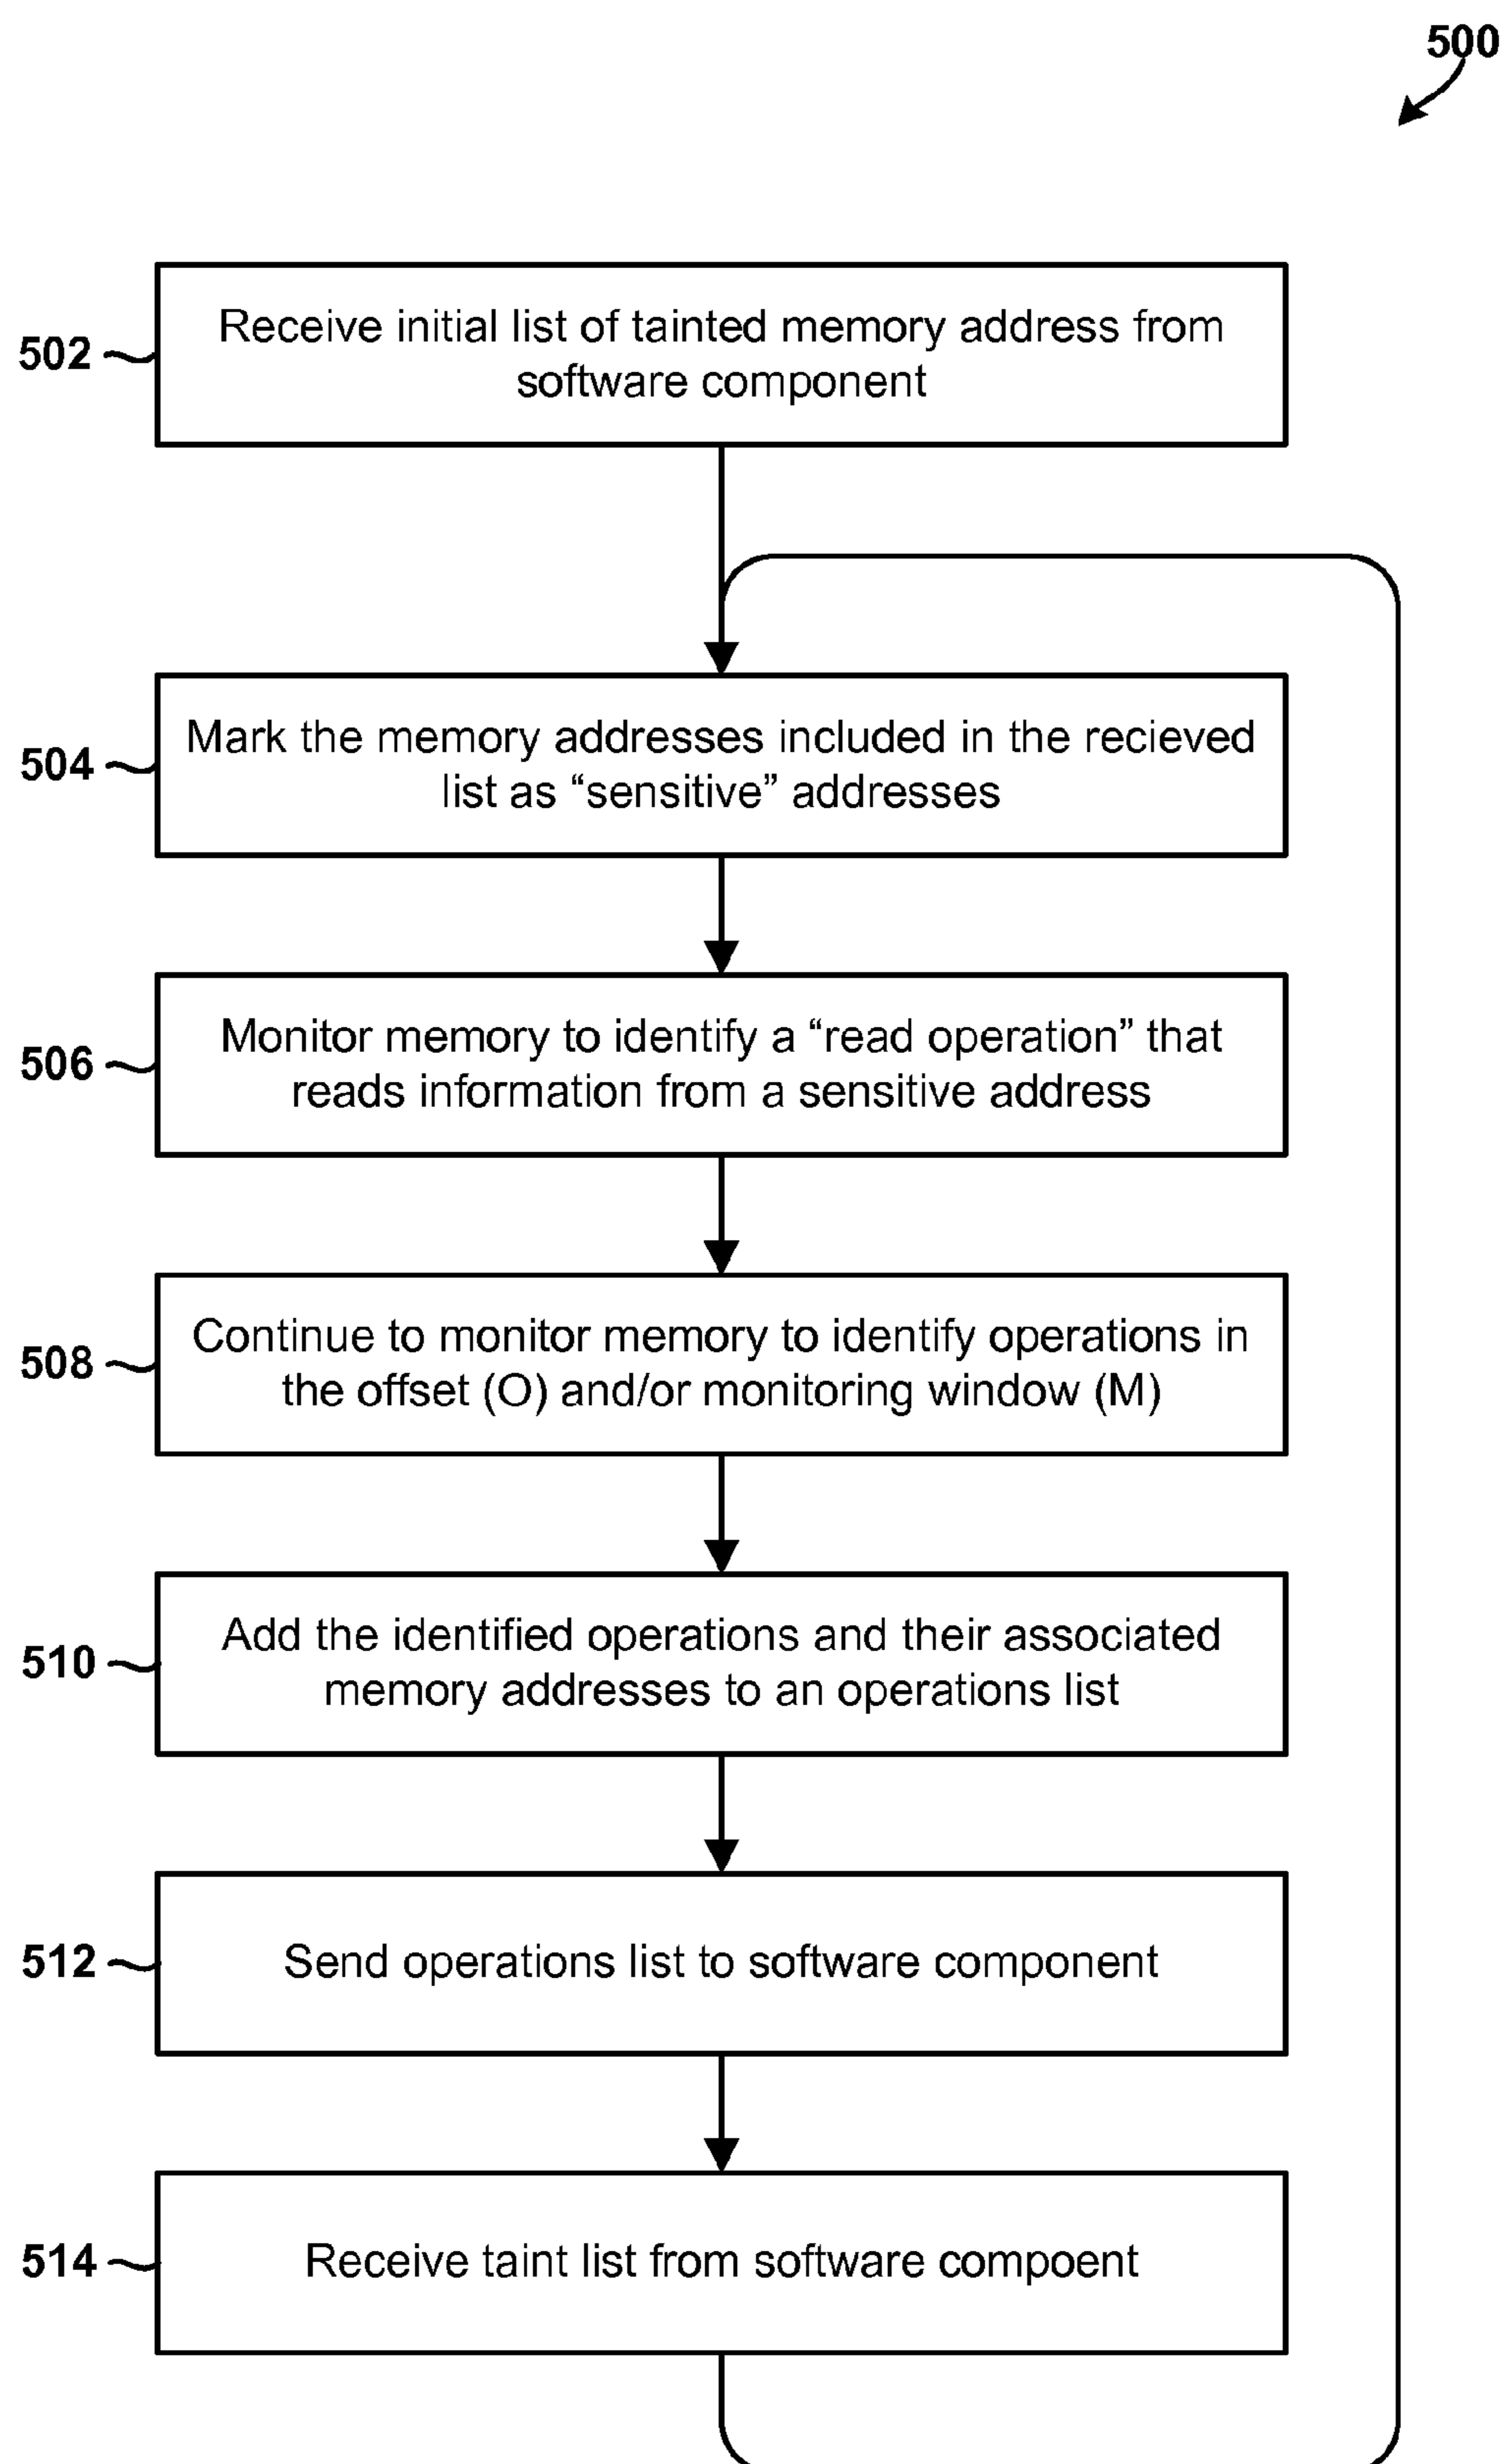 500
502
Receive initial list of tainted memory address from
software component
504
Mark the memory addresses included in the recieved
list as “sensitive” addresses
506
Monitor memory to identify a “read operation” that
reads information from a sensitive address
508
Continue to monitor memory to identify operations in
the offset (O) and/or monitoring window (M)
510
Add the identified operations and their associated
memory addresses to an operations list
512
Send operations list to software component
514
Receive taint list from software compoent